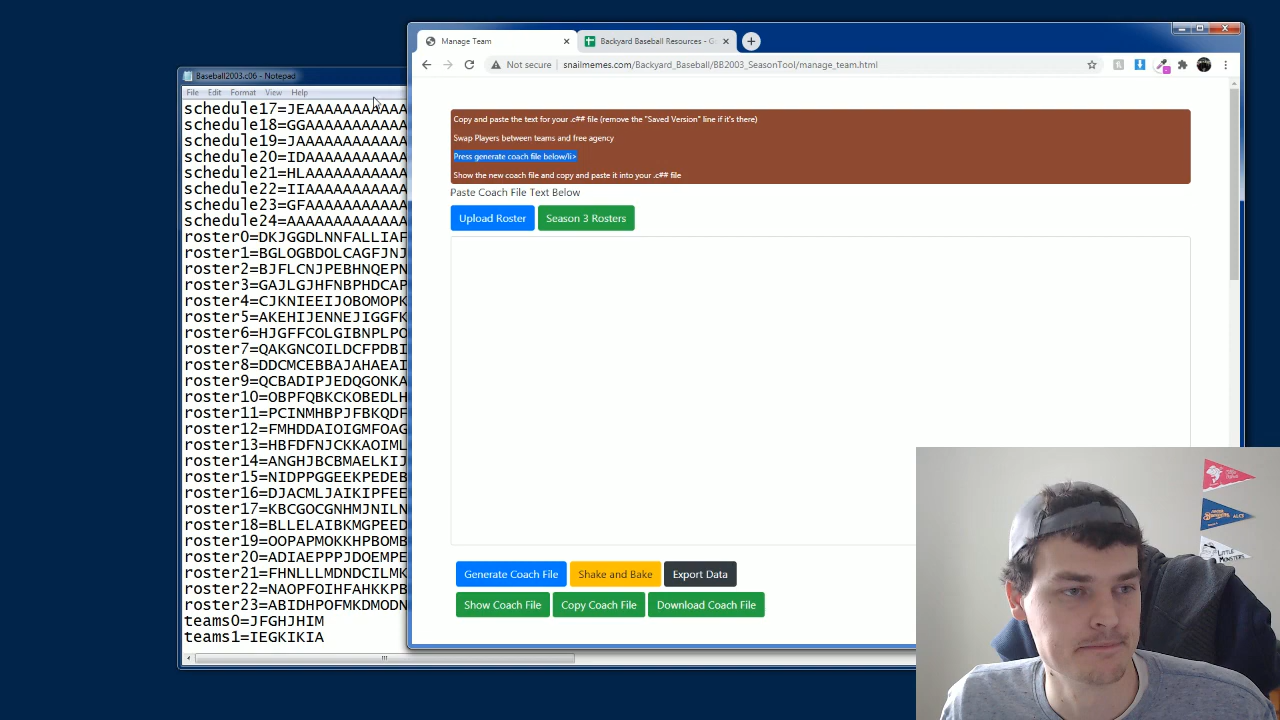 Baseball2003.c06 - Notepad
File Edit Format View Help
schedule17=JEAAAAAAAAAAA
schedule18=GGAAAAAAAAAAA
schedule19=JAAAAAAAAAAAA
schedule20=IDAAAAAAAAAAA
schedule21=HLAAAAAAAAAAA
schedule22=IIAAAAAAAAAAA
schedule23=GFAAAAAAAAAAA
schedule24=AAAAAAAAAAAAA
roster0=DKJGGDLNNFALLIAF
roster1=BGLOGBDOLCAGFJNJ
roster2=BJFLCNJPEBHNQEPN
roster3=GAJLGJHFNBPHDCAP
roster4=CJKNIEEIJOBOMOPK
roster5=AKEHIJENNEJIGGFK
roster6=HJGFFCOLGIBNPLPO
roster7=QAKGNCOILDCFPDBI
roster8=DDCMCEBBAJAHAEAI
roster9=QCBADIPJEDQGONKA
roster10=OBPFQBKCKOBEDLH
roster11=PCINMHBPJFBKQDF
roster12=FMHDDAIOIGMFOAG
roster13=HBFDFNJCKKAOIML
roster14=ANGHJBCBMAELKIJ
roster15=NIDPPGGEEKPEDEB
roster16=DJACMLJAIKIPFEE
roster17=KBCGOCGNHMJNILN
roster18=BLLELAIBKMGPEED
roster19=OOPAPMOKKHPBOMB
roster20=ADIAEPPPJDOEMPE
roster21=FHNLLLMDNDCILMK
roster22=NAOPFOIHFAHKKPB
roster23=ABIDHPOFMKDMODN
teams0=JFGHJHIM
teams1=IEGKIKIA
Manage Team
Backyard Baseball Resources - G
Not secure
snailmemes.com/Backyard_Baseball/BB2003_SeasonTool/manage_team.html
Copy and paste the text for your .c## file (remove the "Saved Version" line if it's there)
Swap Players between teams and free agency
Press generate coach file below/li>
Show the new coach file and copy and paste it into your .c## file
Paste Coach File Text Below
Upload Roster
Season 3 Rosters
Generate Coach File
Shake and Bake
Export Data
Show Coach File
Copy Coach File
Download Coach File